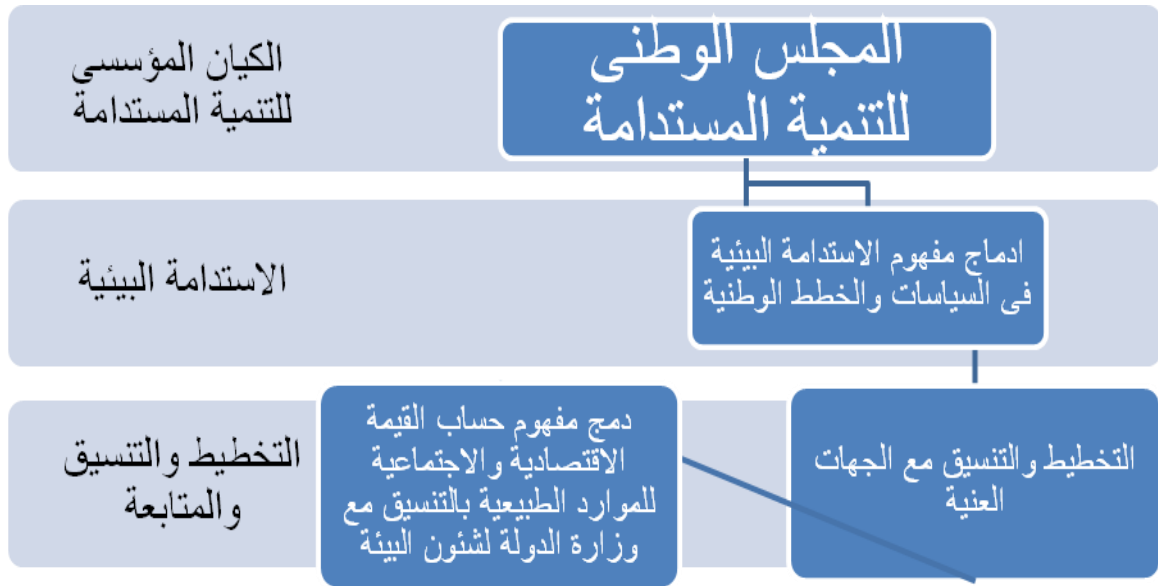 المجلس الوطنى
للتنمية المستدامة
الكيان المؤسسى
للتنمية المستدامة
ادماج مفهوم الاستدامة البيئية
فى السياسات والخطط الوطنية
الاستدامة البيئية
التخطيط والتنسيق مع الجهات
العنية
دمج مفهوم حساب القيمة
الاقتصادية والاجتماعية
للموارد الطبيعية بالتنسيق مع
وزارة الدولة لشئون البيئة
التخطيط والتنسيق
والمتابعة